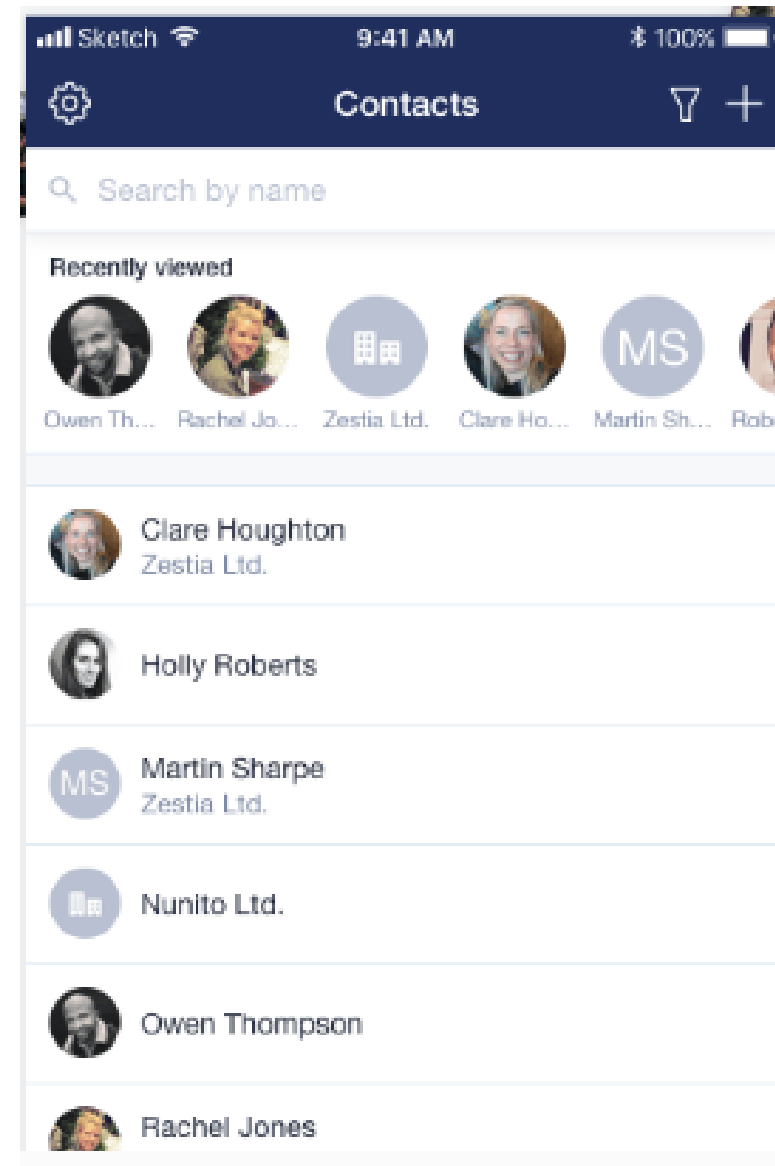 Sketch 9:41 AM 100%
Contacts
Search by name
Recently viewed
MS
Owen Th... Rachel Jo... Zestia Ltd. Clare Ho... Martin Sh... Rob
Clare Houghton
Zestia Ltd.
Holly Roberts
MS
Martin Sharpe
Zestia Ltd.
Nunito Ltd.
Owen Thompson
Rachel Jones